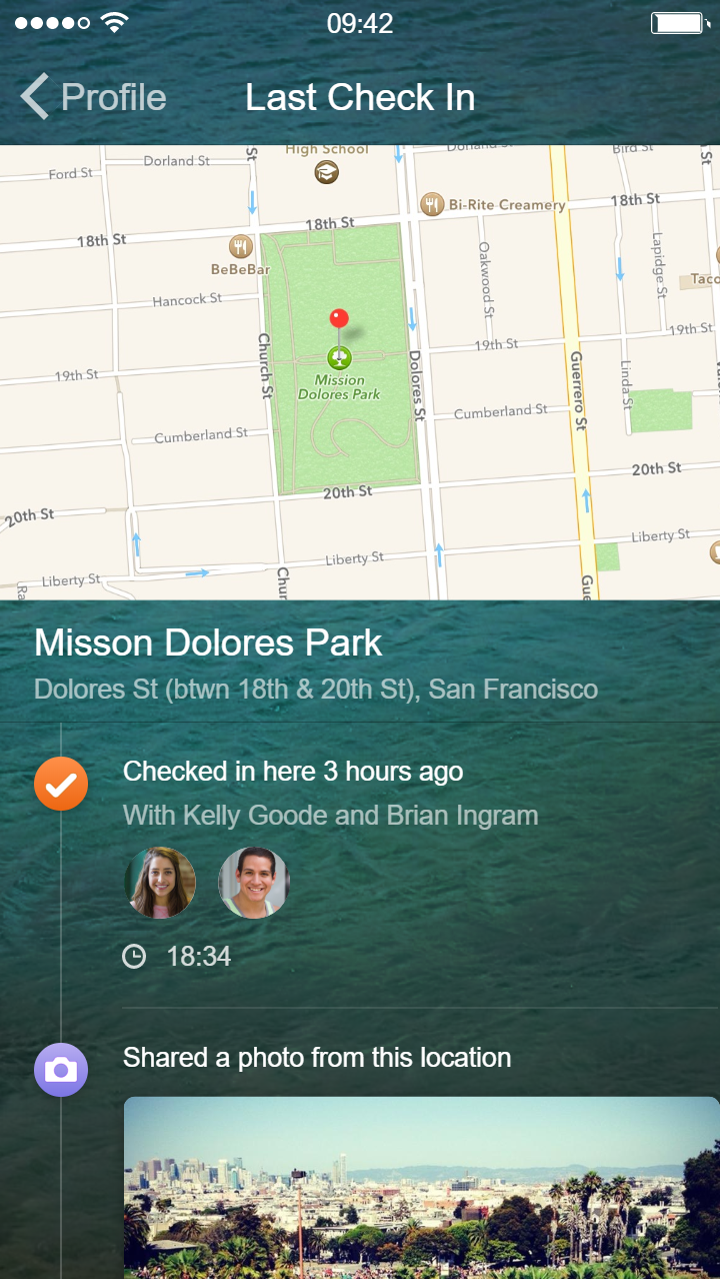 09:42
Profile
Last Check In
High School
Dorland St
Dorland St
Bird St
St
St
Ford St
18th St
Bi-Rite Creamery
18th St
18th St
BeBeBar
Oakwood St
Lapidge St
Taco
Hancock St
19th St
19th St
Church St
Dolores St
Guerrero St
Linda St
19th St
Mission
Dolores Park
Cumberland St
Cumberland St
20th St
20th St
20th St
Liberty St
Liberty St
Liberty St
Chur
Gue
Ra
Misson Dolores Park
Dolores St (btwn 18th & 20th St), San Francisco
Checked in here 3 hours ago
With Kelly Goode and Brian Ingram
18:34
Shared a photo from this location